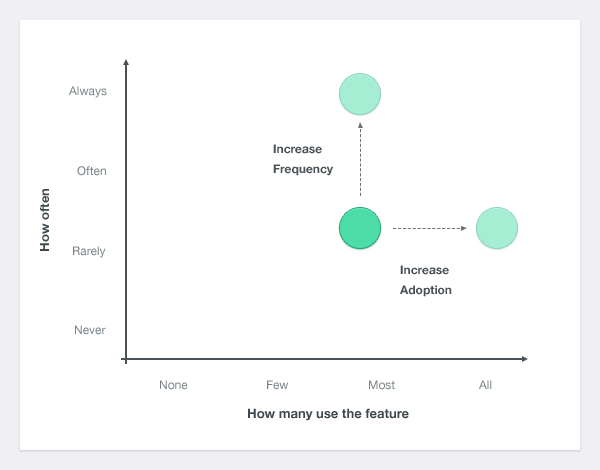 Always
Increase
Frequency
Often
How often
Rarely
Increase
Adoption
Never
None
Few
Most
All
How many use the feature